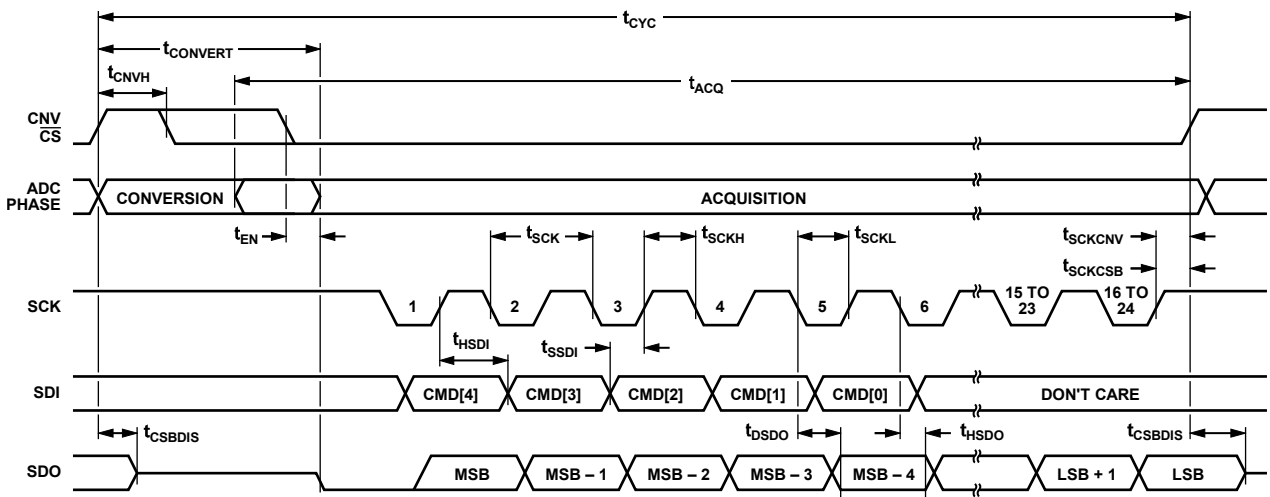 tCYC
tCONVERT
tCNVH
tACQ
CNV
CS
ADC
PHASE
CONVERSION
ACQUISITION
tEN
tSCK
tSCKH
tSCKL
tSCKCNV
tSCKCSB
SCK
1 2 3 4 5 6 15 TO 23 16 TO 24
tHSDI
tSSDI
SDI
CMD[4] CMD[3] CMD[2] CMD[1] CMD[0] DON'T CARE
tCSBDIS
tDSDO
tHSDO
tCSBDIS
SDO
MSB MSB – 1 MSB – 2 MSB – 3 MSB – 4 LSB + 1 LSB